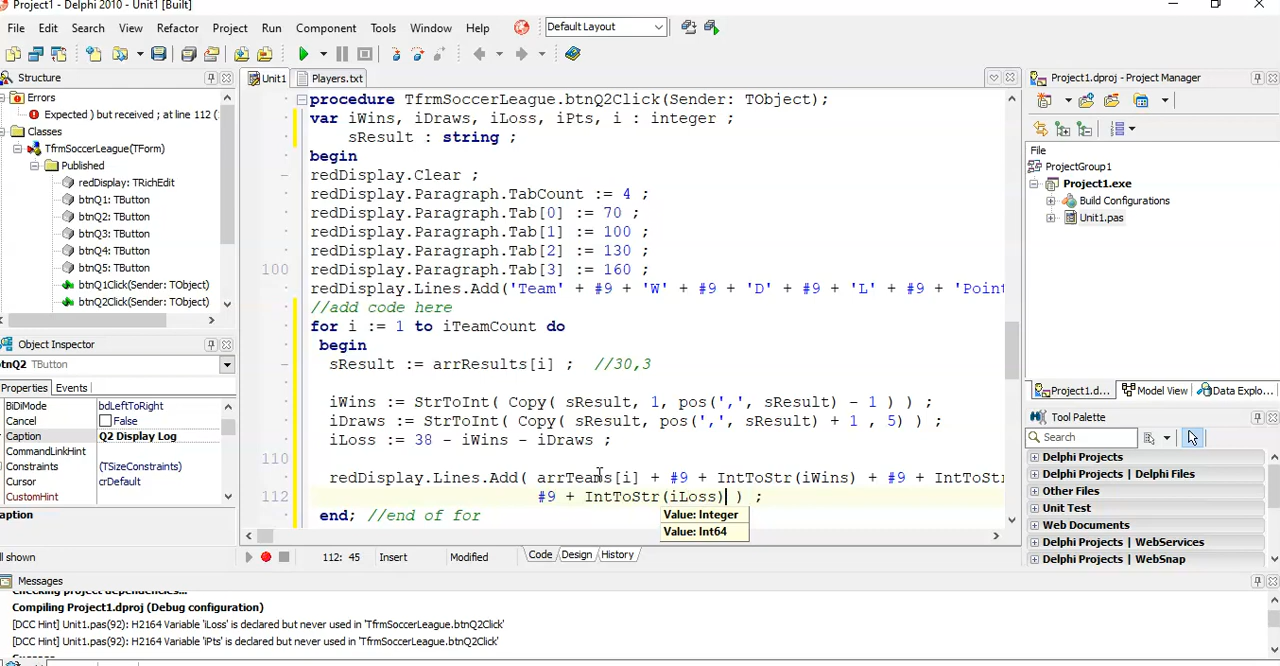 Project1 - Delphi 2010 - Unit1 [Built]
File Edit Search View Refactor Project Run Component Tools Window Help
Default Layout
Structure
Errors
Expected ) but received ; at line 112 (1
Classes
TfrmSoccerLeague(TForm)
Published
redDisplay: TRichEdit
btnQ1: TButton
btnQ2: TButton
btnQ3: TButton
btnQ4: TButton
btnQ5: TButton
btnQ1Click(Sender: TObject)
btnQ2Click(Sender: TObject)
Object Inspector
btnQ2 TButton
Properties Events
BiDiMode bdLeftToRight
Cancel False
Caption Q2 Display Log
CommandLinkHint
Constraints (TSizeConstraints)
Cursor crDefault
CustomHint
aption
ll shown
Unit1 Players.txt
procedure TfrmSoccerLeague.btnQ2Click(Sender: TObject);
var iWins, iDraws, iLoss, iPts, i : integer ;
sResult : string ;
begin
redDisplay.Clear ;
redDisplay.Paragraph.TabCount := 4 ;
redDisplay.Paragraph.Tab[0] := 70 ;
redDisplay.Paragraph.Tab[1] := 100 ;
redDisplay.Paragraph.Tab[2] := 130 ;
100 redDisplay.Paragraph.Tab[3] := 160 ;
redDisplay.Lines.Add('Team' + #9 + 'W' + #9 + 'D' + #9 + 'L' + #9 + 'Point
//add code here
for i := 1 to iTeamCount do
begin
sResult := arrResults[i] ; //30,3
iWins := StrToInt( Copy( sResult, 1, pos(',', sResult) - 1 ) ) ;
iDraws := StrToInt( Copy( sResult, pos(',', sResult) + 1 , 5) ) ;
iLoss := 38 - iWins - iDraws ;
110
redDisplay.Lines.Add( arrTeams[i] + #9 + IntToStr(iWins) + #9 + IntToStr
112 #9 + IntToStr(iLoss) ) ;
Value: Integer
Value: Int64
end; //end of for
112: 45 Insert Modified Code Design History
Project1.dproj - Project Manager
File
ProjectGroup1
Project1.exe
Build Configurations
Unit1.pas
Project1.d... Model View Data Explo...
Tool Palette
Search
Delphi Projects
Delphi Projects | Delphi Files
Other Files
Unit Test
Web Documents
Delphi Projects | WebServices
Delphi Projects | WebSnap
Messages
Checking project dependencies...
Compiling Project1.dproj (Debug configuration)
[DCC Hint] Unit1.pas(92): H2164 Variable 'iLoss' is declared but never used in 'TfrmSoccerLeague.btnQ2Click'
[DCC Hint] Unit1.pas(92): H2164 Variable 'iPts' is declared but never used in 'TfrmSoccerLeague.btnQ2Click'
Success